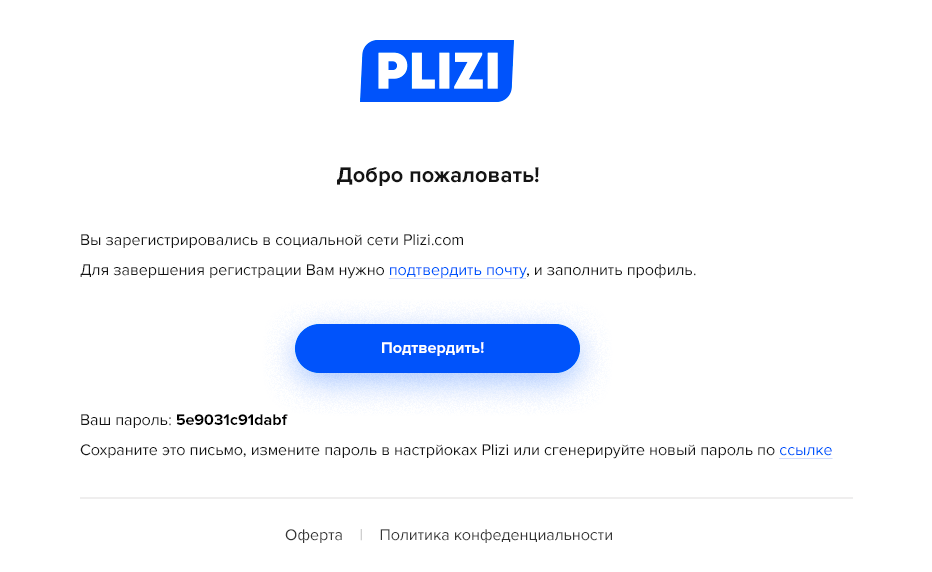 PLIZI
Добро пожаловать!
Вы зарегистрировались в социальной сети Plizi.com
Для завершения регистрации Вам нужно подтвердить почту, и заполнить профиль.
Подтвердить!
Ваш пароль: 5e9031c91dabf
Сохраните это письмо, измените пароль в настрйоках Plizi или сгенерируйте новый пароль по ссылке
Оферта | Политика конфеденциальности